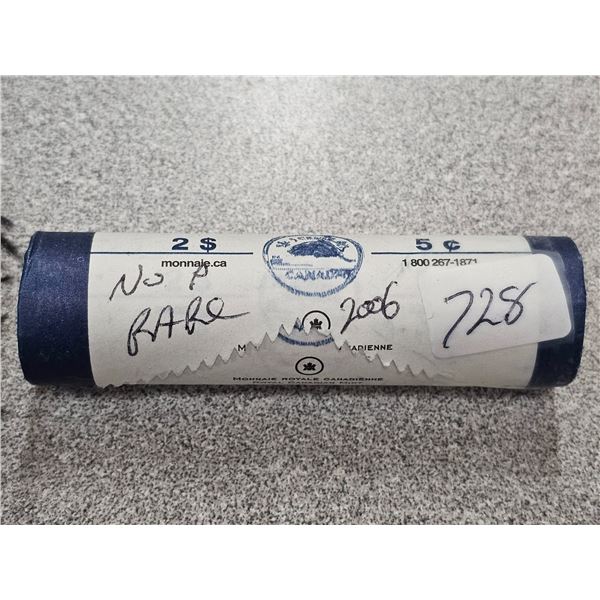 2 $ 5 ¢
monnaie.ca 1 800 267-1871
CANADA
No P
RARE
2006
728
MONNAIE ROYALE CANADIENNE